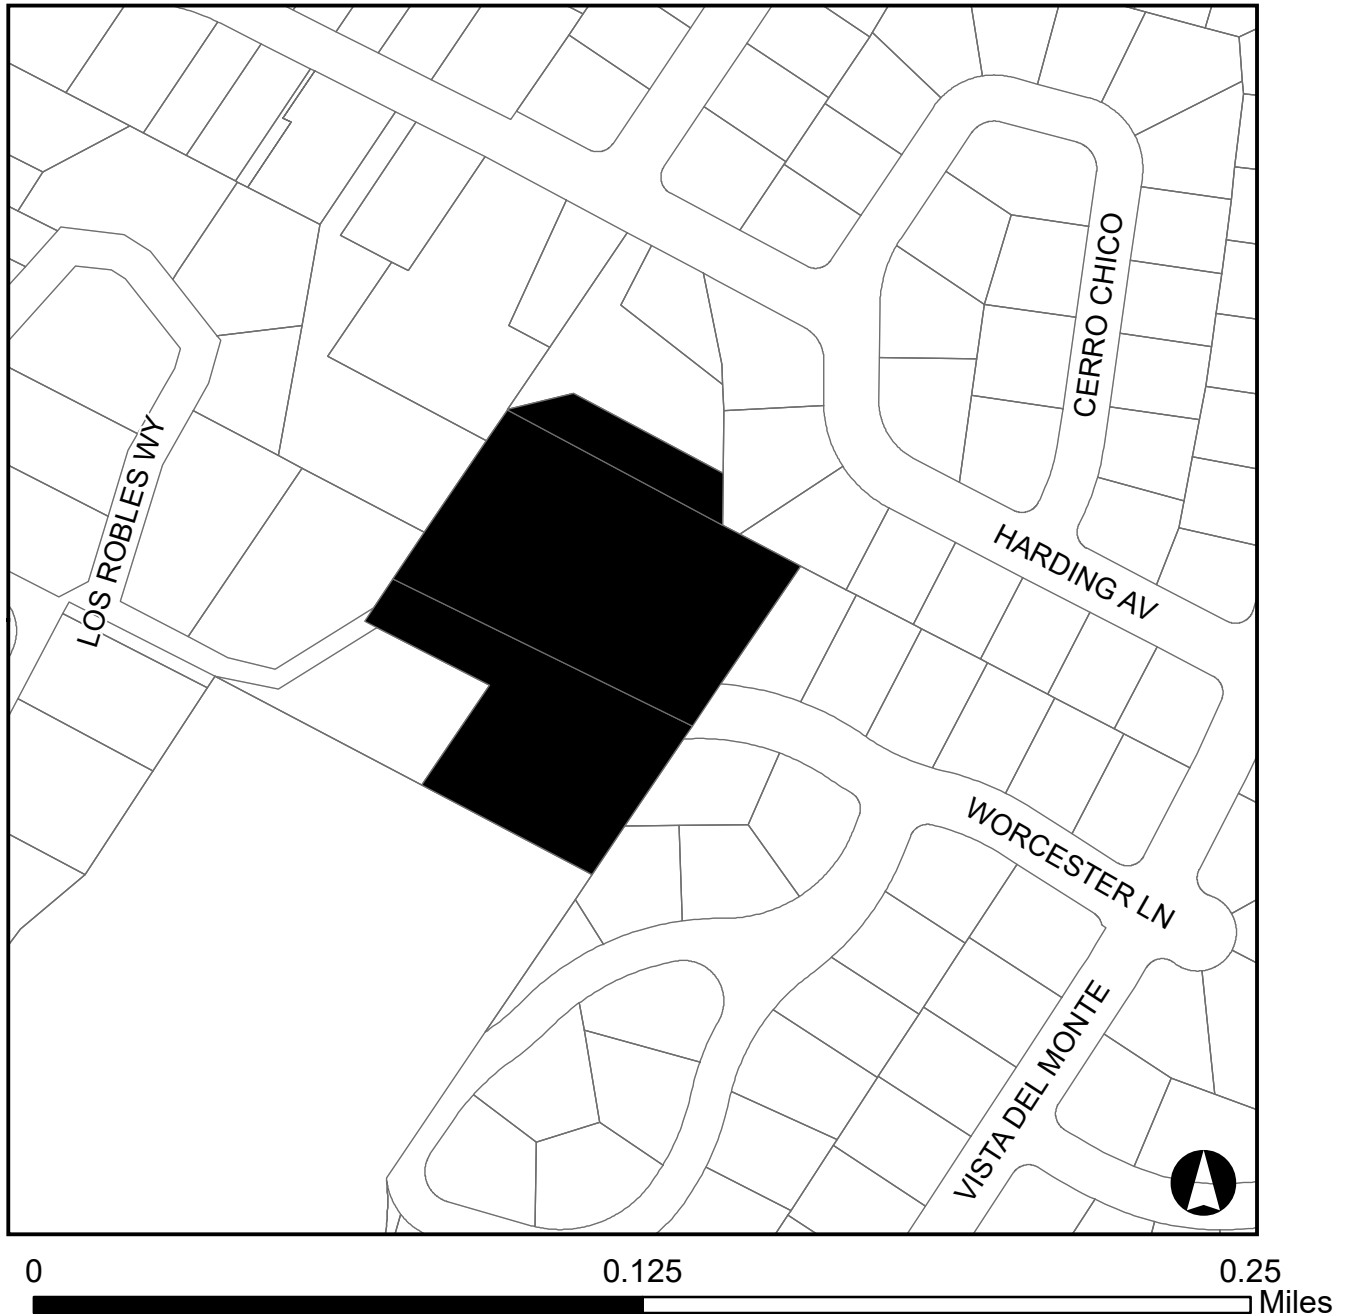 CERRO CHICO
LOS ROBLES WY
HARDING AV
WORCESTER LN
VISTA DEL MONTE
0 0.125 0.25
Miles